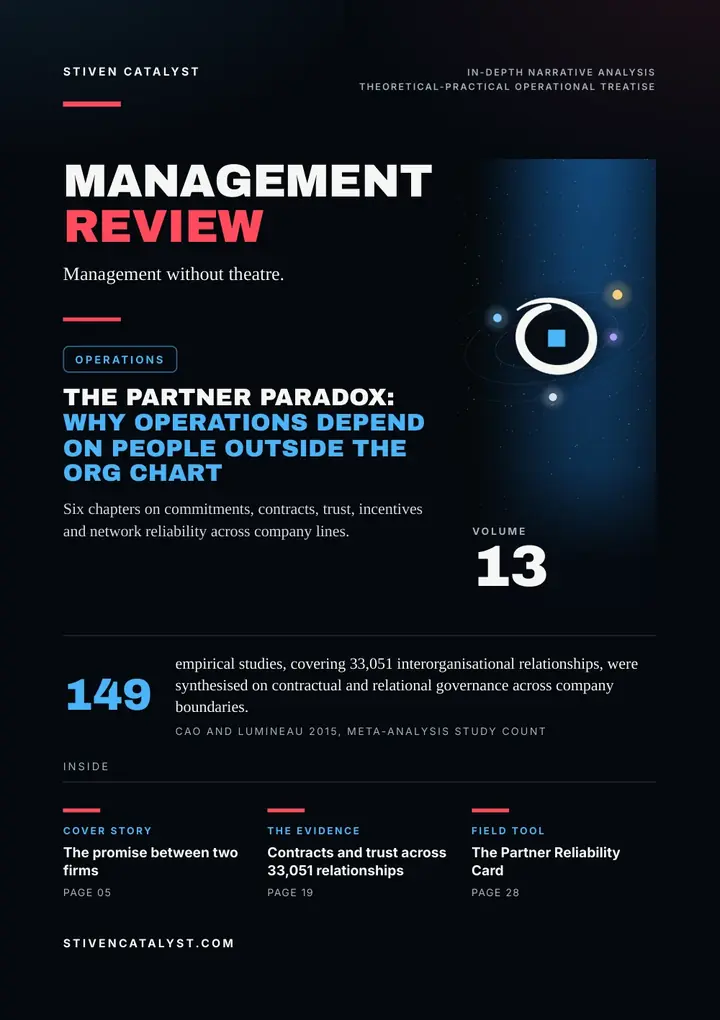 STIVEN CATALYST
IN-DEPTH NARRATIVE ANALYSIS
THEORETICAL-PRACTICAL OPERATIONAL TREATISE
MANAGEMENT
REVIEW
Management without theatre.
OPERATIONS
THE PARTNER PARADOX:
WHY OPERATIONS DEPEND
ON PEOPLE OUTSIDE THE
ORG CHART
Six chapters on commitments, contracts, trust, incentives
and network reliability across company lines.
VOLUME
13
149
empirical studies, covering 33,051 interorganisational relationships, were
synthesised on contractual and relational governance across company
boundaries.
CAO AND LUMINEAU 2015, META-ANALYSIS STUDY COUNT
INSIDE
COVER STORY
The promise between two
firms
PAGE 05
THE EVIDENCE
Contracts and trust across
33,051 relationships
PAGE 19
FIELD TOOL
The Partner Reliability
Card
PAGE 28
STIVENCATALYST.COM